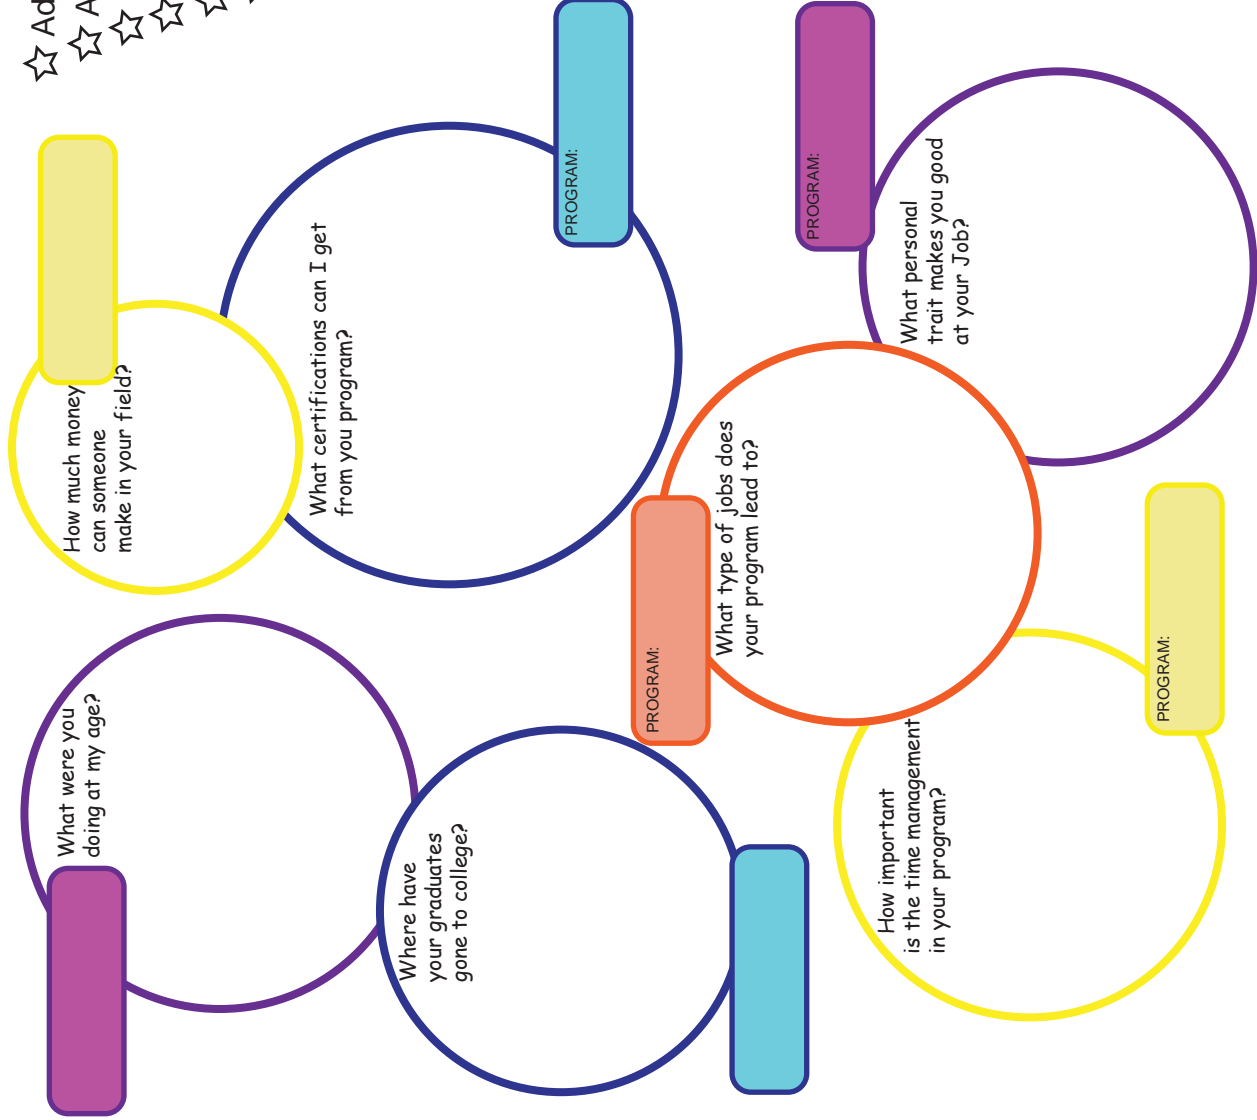 Ad
A
What were you
doing at my age?
How much money
can someone
make in your field?
What certifications can I get
from you program?
Where have
your graduates
gone to college?
PROGRAM:
PROGRAM:
What type of jobs does
your program lead to?
PROGRAM:
How important
is the time management
in your program?
What personal
trait makes you good
at your Job?
PROGRAM: